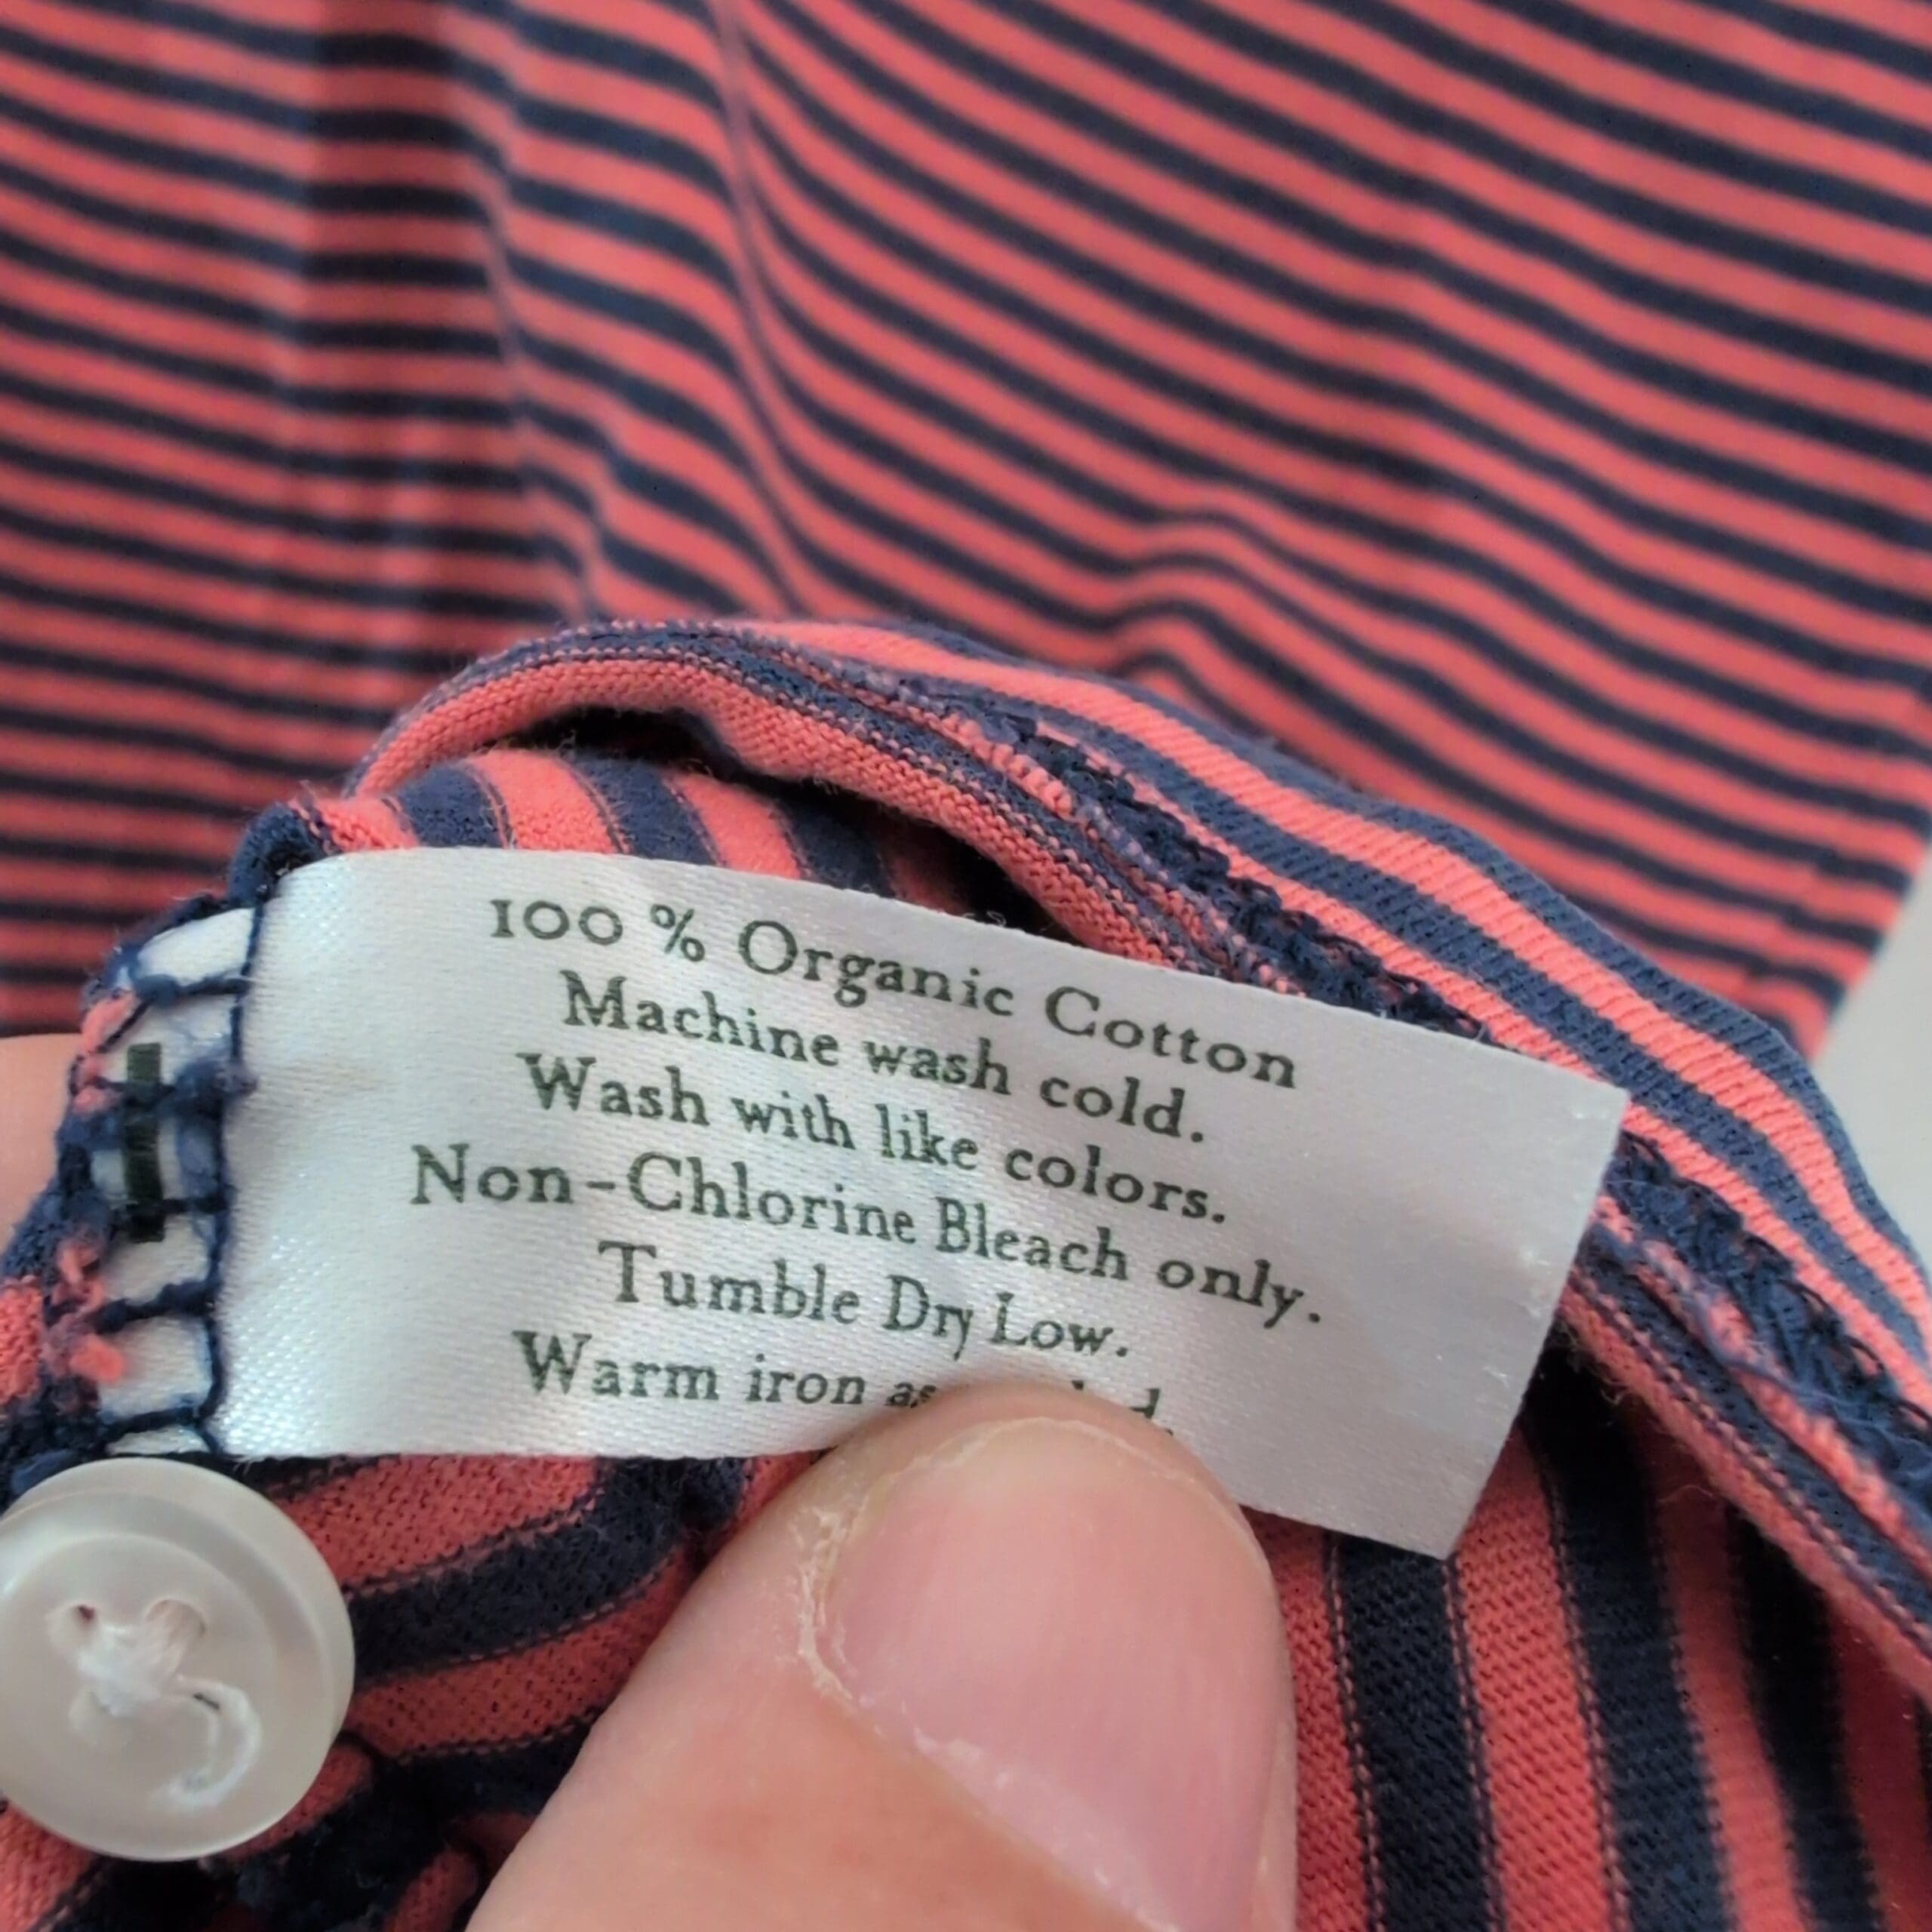 100 % Organic Cotton
Machine wash cold.
Wash with like colors.
Non-Chlorine Bleach only.
Tumble Dry Low.
Warm iron as